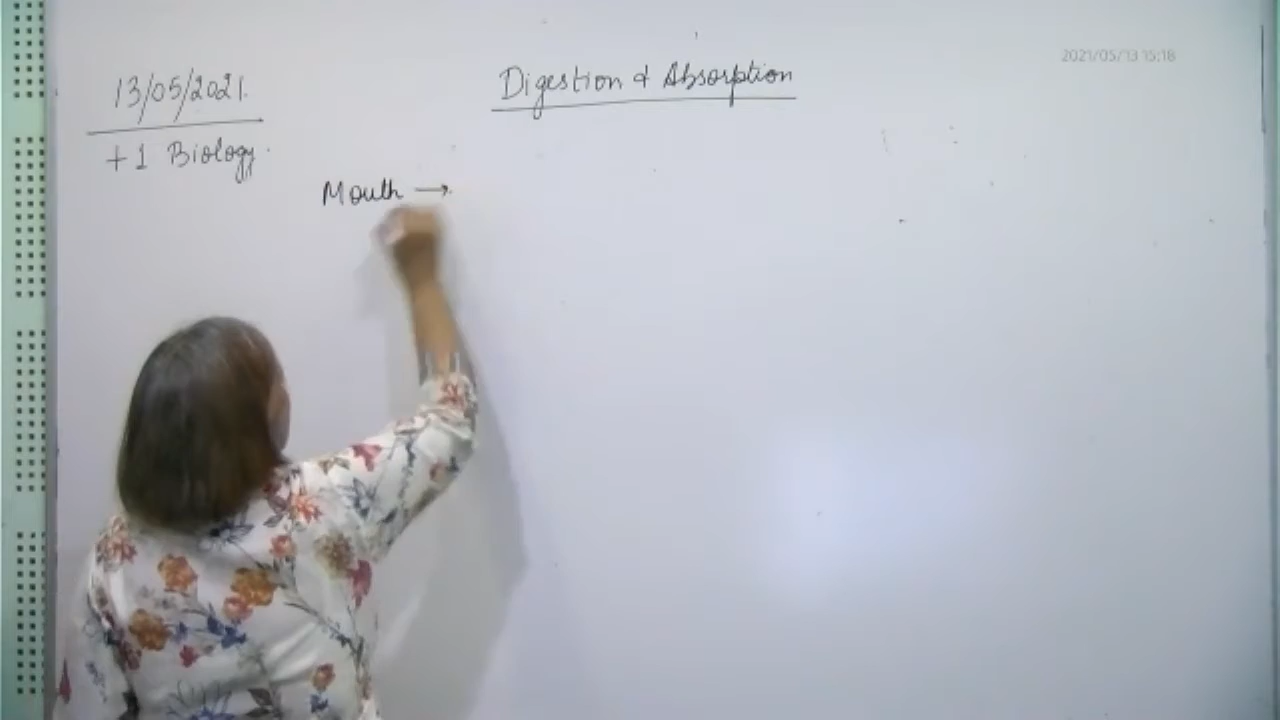 13/05/2021.
+1 Biology.
Digestion & Absorption
2021/05/13 15:18
Mouth →